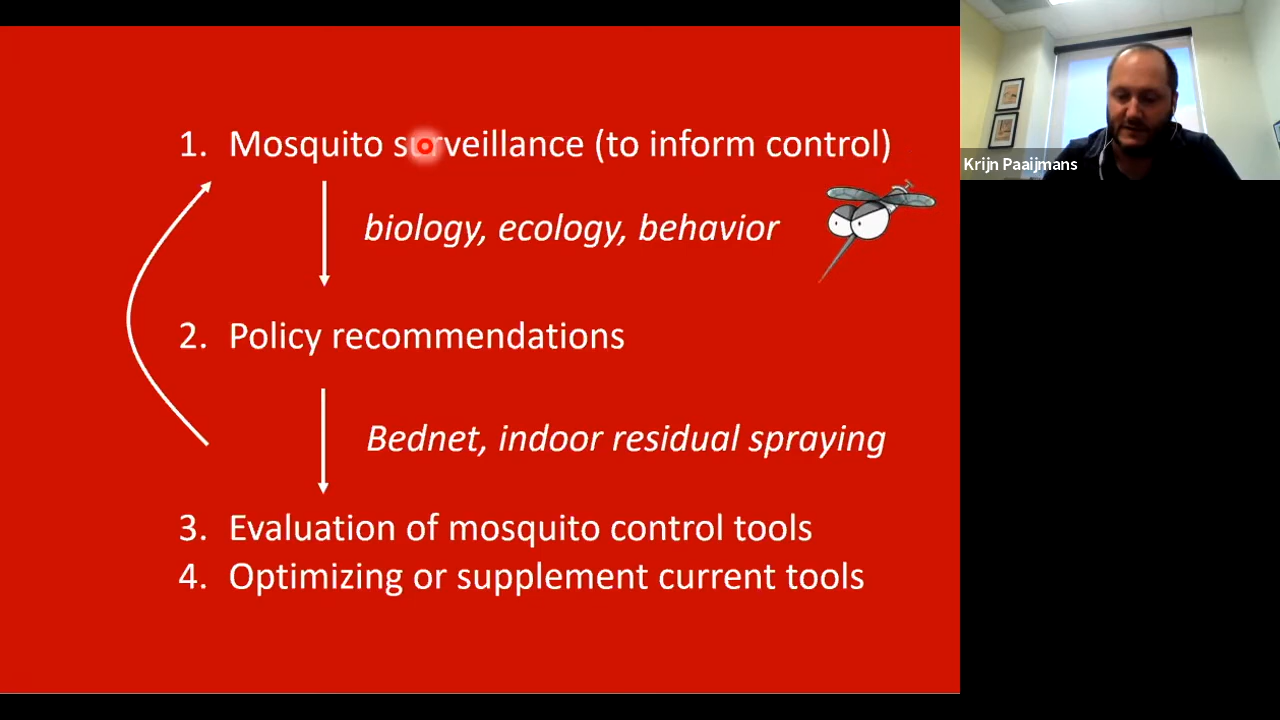 1. Mosquito surveillance (to inform control)
biology, ecology, behavior
2. Policy recommendations
Bednet, indoor residual spraying
3. Evaluation of mosquito control tools
4. Optimizing or supplement current tools
Krijn Paaijmans